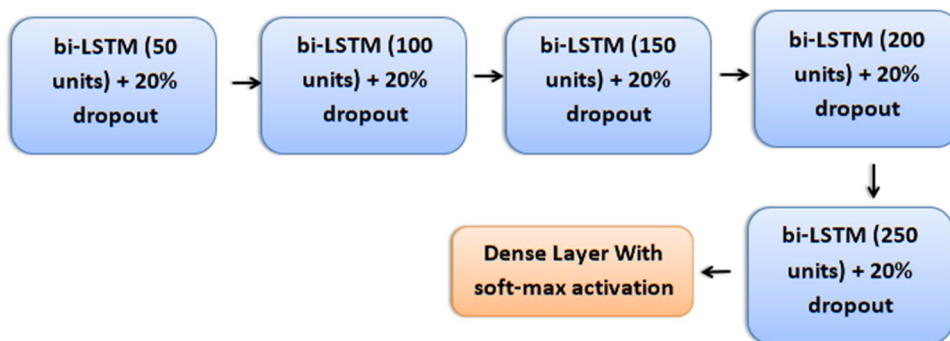 bi-LSTM (50
units) + 20%
dropout
bi-LSTM (100
units) + 20%
dropout
bi-LSTM (150
units) + 20%
dropout
bi-LSTM (200
units) + 20%
dropout
bi-LSTM (250
units) + 20%
dropout
Dense Layer With
soft-max activation